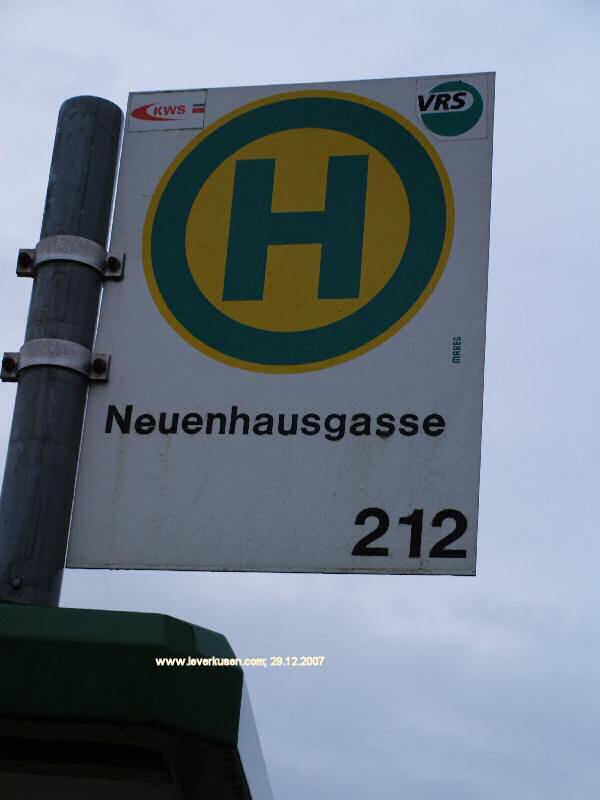 KWS
VRS
H
MABEG
Neuenhausgasse
212
www.leverkusen.com; 29.12.2007